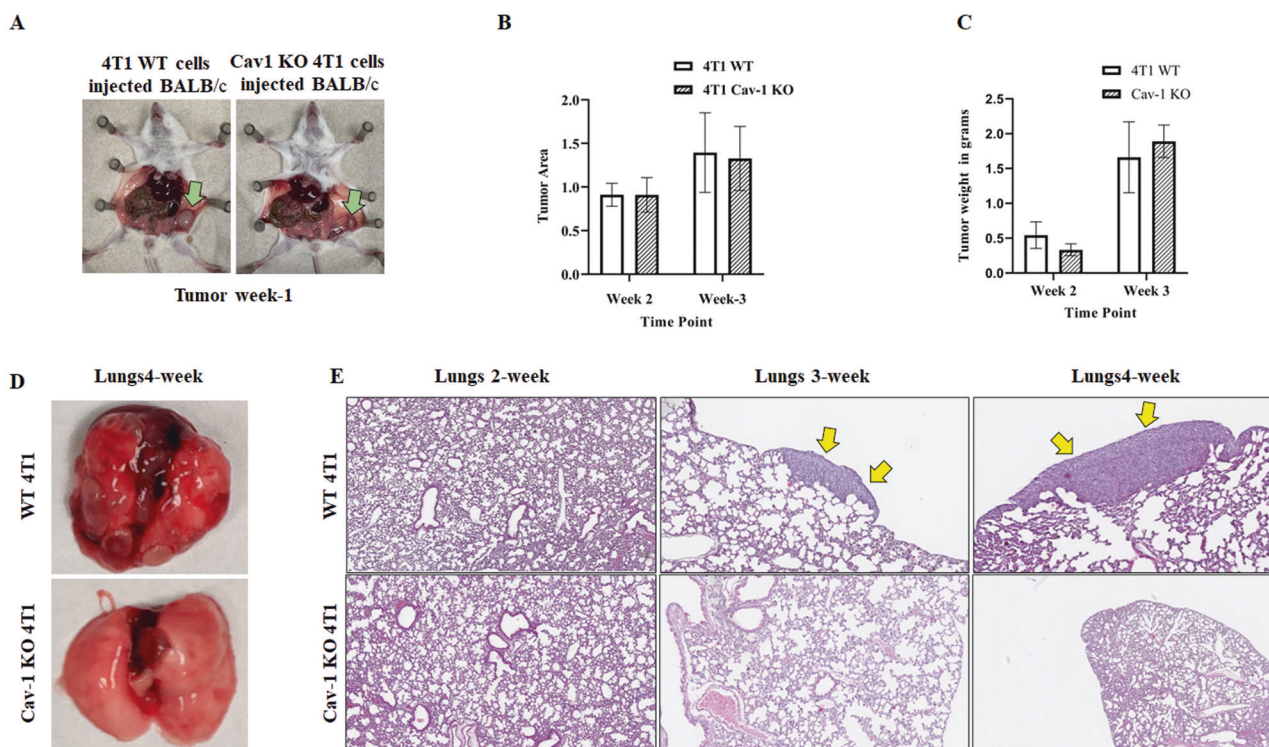 A
4T1 WT cells
injected BALB/c
Cav1 KO 4T1 cells
injected BALB/c
Tumor week-1
B
4T1 WT
4T1 Cav-1 KO
Tumor Area
2.0
1.5
1.0
0.5
0.0
Week 2
Week-3
Time Point
C
4T1 WT
Cav-1 KO
Tumor weight in grams
2.5
2.0
1.5
1.0
0.5
0.0
Week 2
Week 3
Time Point
D
Lungs4-week
WT 4T1
Cav-1 KO 4T1
E
Lungs 2-week
Lungs 3-week
Lungs4-week
WT 4T1
Cav-1 KO 4T1